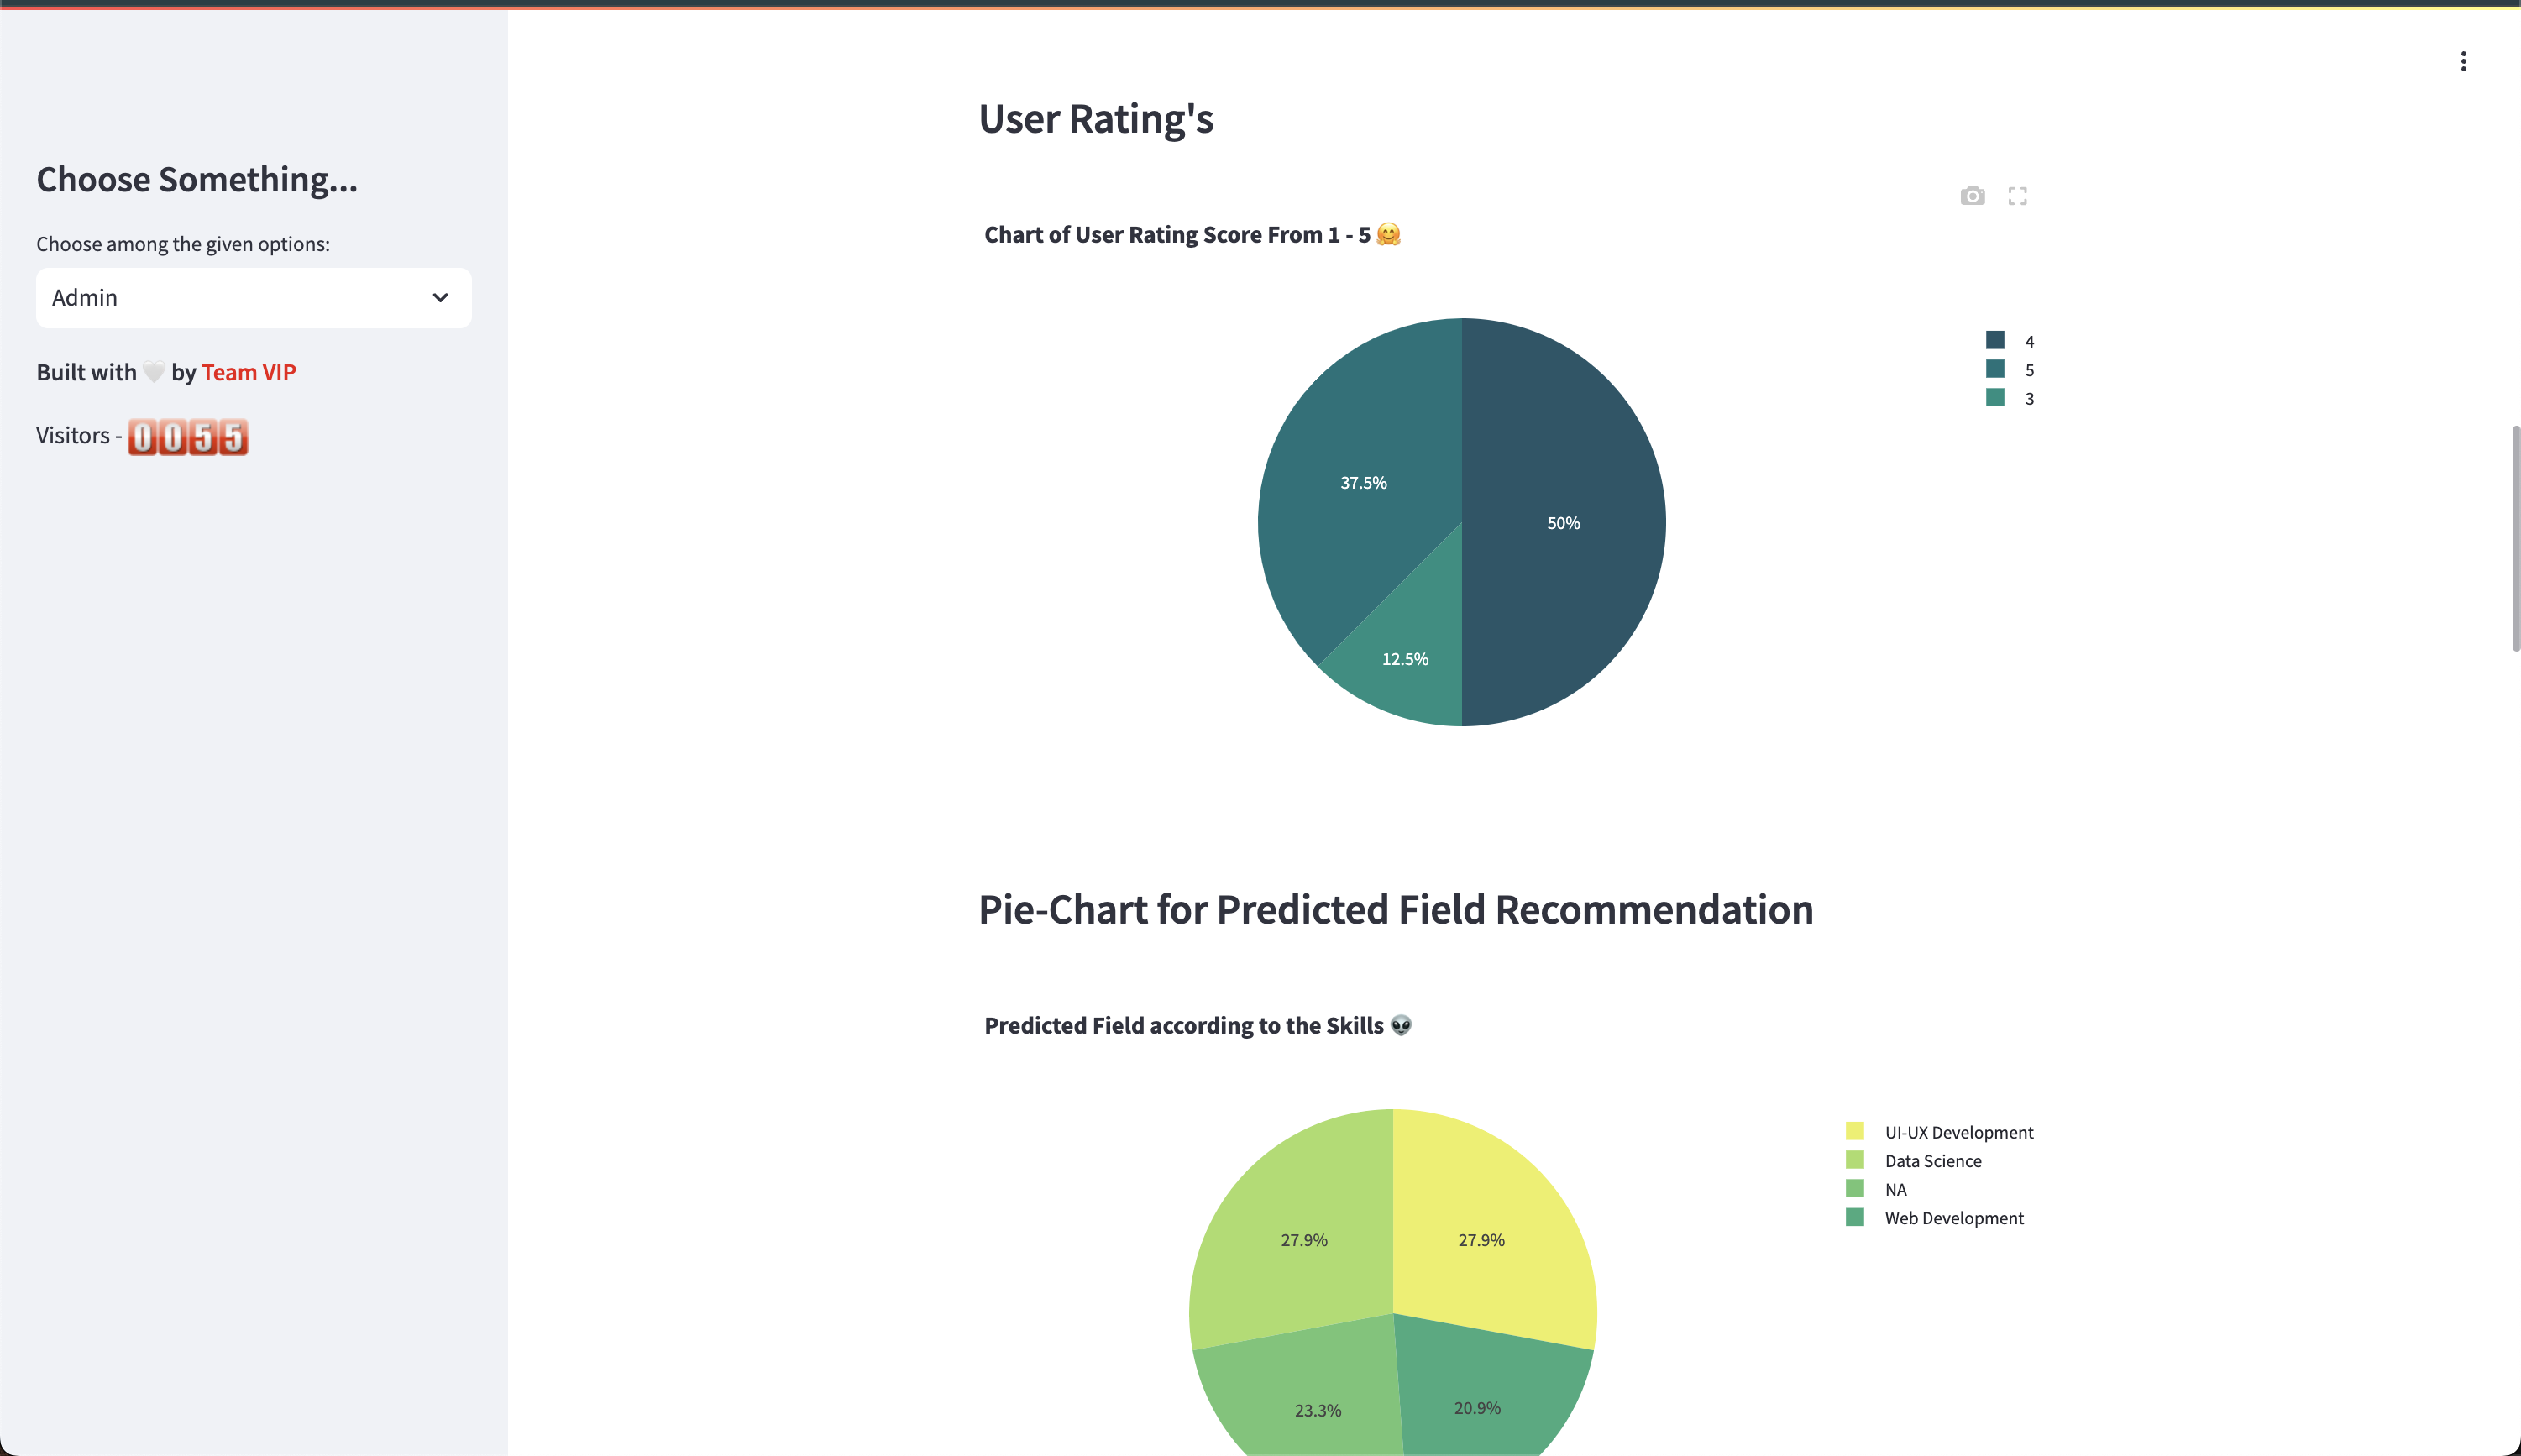 Choose Something...
Choose among the given options:
Admin
Built with 🤍 by Team VIP
Visitors - 0055
User Rating's
Chart of User Rating Score From 1 - 5 🤗
4
5
3
37.5%
50%
12.5%
Pie-Chart for Predicted Field Recommendation
Predicted Field according to the Skills 👽
UI-UX Development
Data Science
NA
Web Development
27.9%
27.9%
23.3%
20.9%